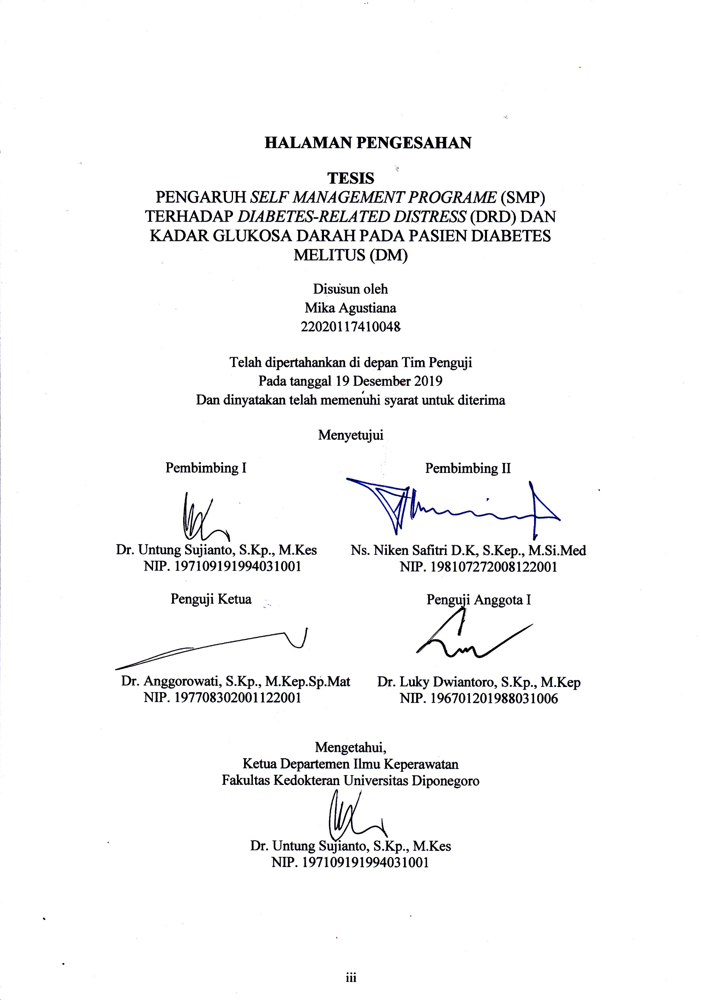 HALAMAN PENGESAHAN
TESIS
PENGARUH SELF MANAGEMENT PROGRAME (SMP)
TERHADAP DIABETES-RELATED DISTRESS (DRD) DAN
KADAR GLUKOSA DARAH PADA PASIEN DIABETES
MELITUS (DM)
Disusun oleh
Mika Agustiana
22020117410048
Telah dipertahankan di depan Tim Penguji
Pada tanggal 19 Desember 2019
Dan dinyatakan telah memenuhi syarat untuk diterima
Menyetujui
Pembimbing I
Dr. Untung Sujianto, S.Kp., M.Kes
NIP. 197109191994031001
Pembimbing II
Ns. Niken Safitri D.K, S.Kep., M.Si.Med
NIP. 198107272008122001
Penguji Ketua
Dr. Anggorowati, S.Kp., M.Kep.Sp.Mat
NIP. 197708302001122001
Penguji Anggota I
Dr. Luky Dwiantoro, S.Kp., M.Kep
NIP. 196701201988031006
Mengetahui,
Ketua Departemen Ilmu Keperawatan
Fakultas Kedokteran Universitas Diponegoro
Dr. Untung Sujianto, S.Kp., M.Kes
NIP. 197109191994031001
iii